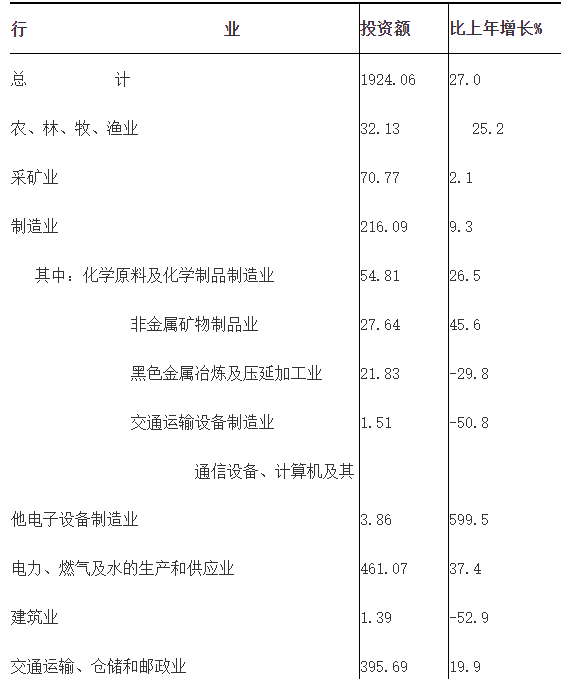 行 业 投资额 比上年增长%
总 计 1924.06 27.0
农、林、牧、渔业 32.13 25.2
采矿业 70.77 2.1
制造业 216.09 9.3
其中: 化学原料及化学制品制造业 54.81 26.5
非金属矿物制品业 27.64 45.6
黑色金属冶炼及压延加工业 21.83 -29.8
交通运输设备制造业 1.51 -50.8
通信设备、计算机及其
他电子设备制造业 3.86 599.5
电力、燃气及水的生产和供应业 461.07 37.4
建筑业 1.39 -52.9
交通运输、仓储和邮政业 395.69 19.9